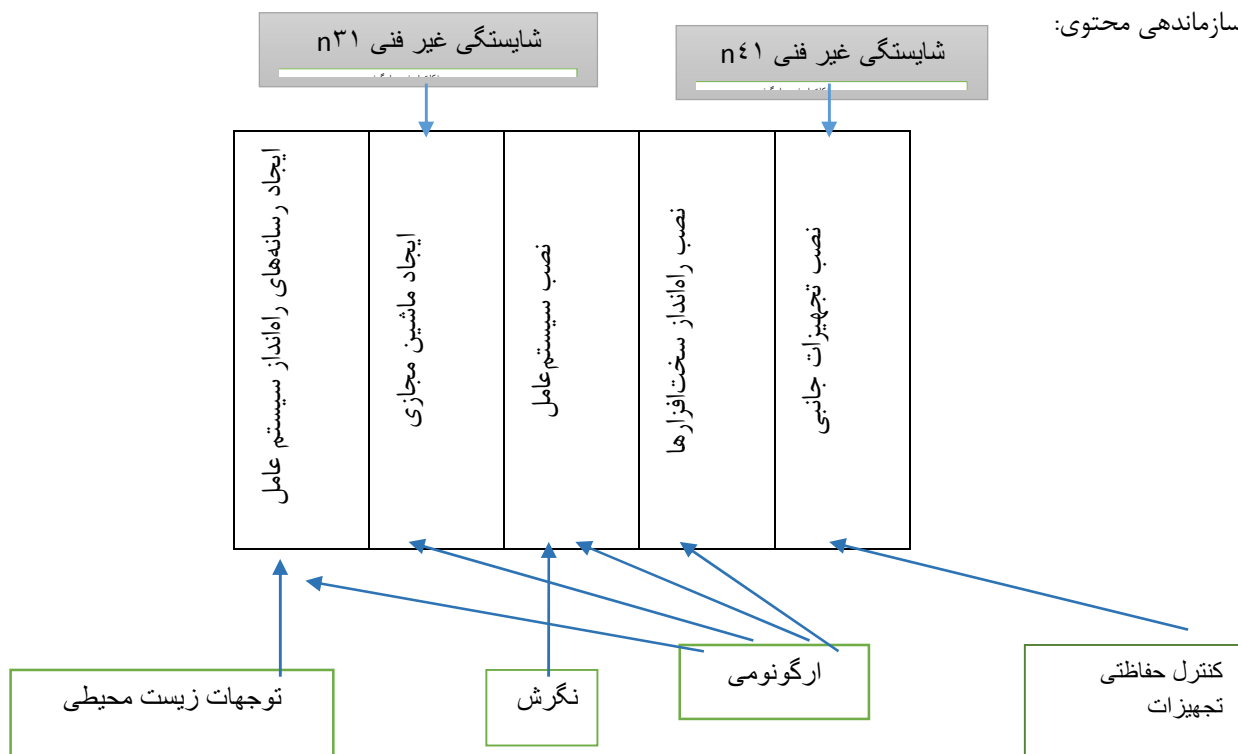 سازماندهی محتوی:
شایستگی غیر فنی n۴۱
شایستگی غیر فنی n۳۱
نصب تجهیزات جانبی
نصب راه‌انداز سخت‌افزارها
نصب سیستم‌عامل
ایجاد ماشین مجازی
ایجاد رسانه‌های راه‌انداز سیستم عامل
کنترل حفاظتی
تجهیزات
ارگونومی
نگرش
توجهات زیست محیطی